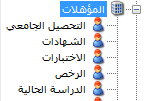 المؤهلات
التحصيل الجامعي
الشهادات
الاختبارات
الرخص
الدراسة الحالية